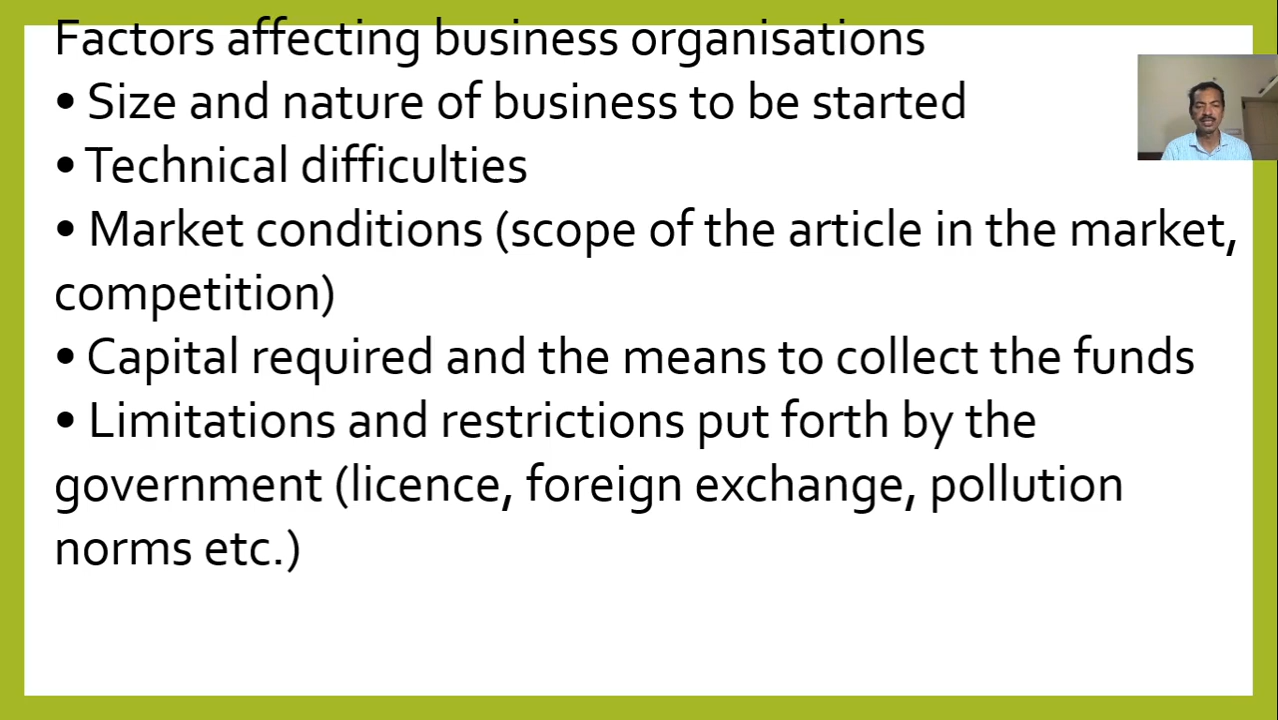 Factors affecting business organisations
• Size and nature of business to be started
• Technical difficulties
• Market conditions (scope of the article in the market,
competition)
• Capital required and the means to collect the funds
• Limitations and restrictions put forth by the
government (licence, foreign exchange, pollution
norms etc.)